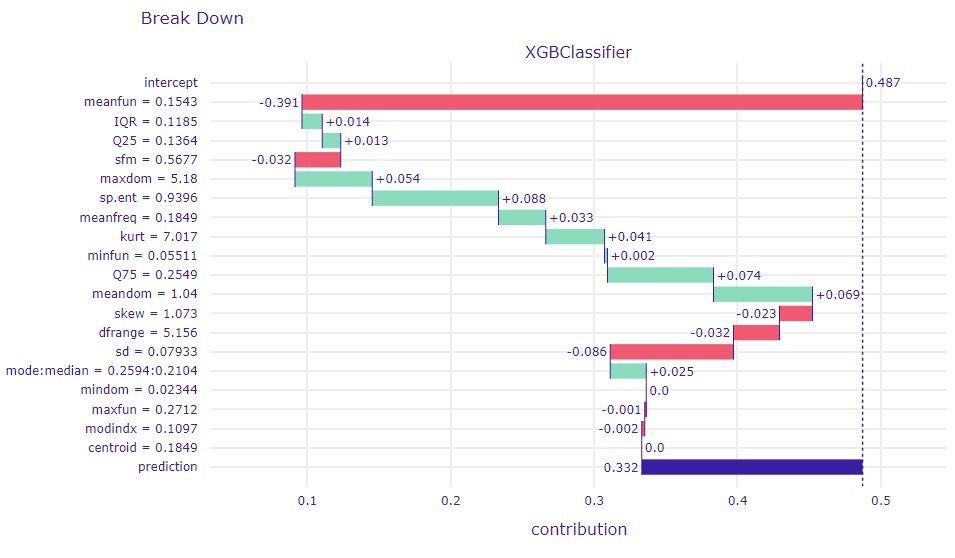 Break Down
XGBClassifier
intercept 0.487
meanfun = 0.1543 -0.391
IQR = 0.1185 +0.014
Q25 = 0.1364 +0.013
sfm = 0.5677 -0.032
maxdom = 5.18 +0.054
sp.ent = 0.9396 +0.088
meanfreq = 0.1849 +0.033
kurt = 7.017 +0.041
minfun = 0.05511 +0.002
Q75 = 0.2549 +0.074
meandom = 1.04 +0.069
skew = 1.073 -0.023
dfrange = 5.156 -0.032
sd = 0.07933 -0.086
mode:median = 0.2594:0.2104 +0.025
mindom = 0.02344 0.0
maxfun = 0.2712 -0.001
modindx = 0.1097 -0.002
centroid = 0.1849 0.0
prediction 0.332
0.1 0.2 0.3 0.4 0.5
contribution